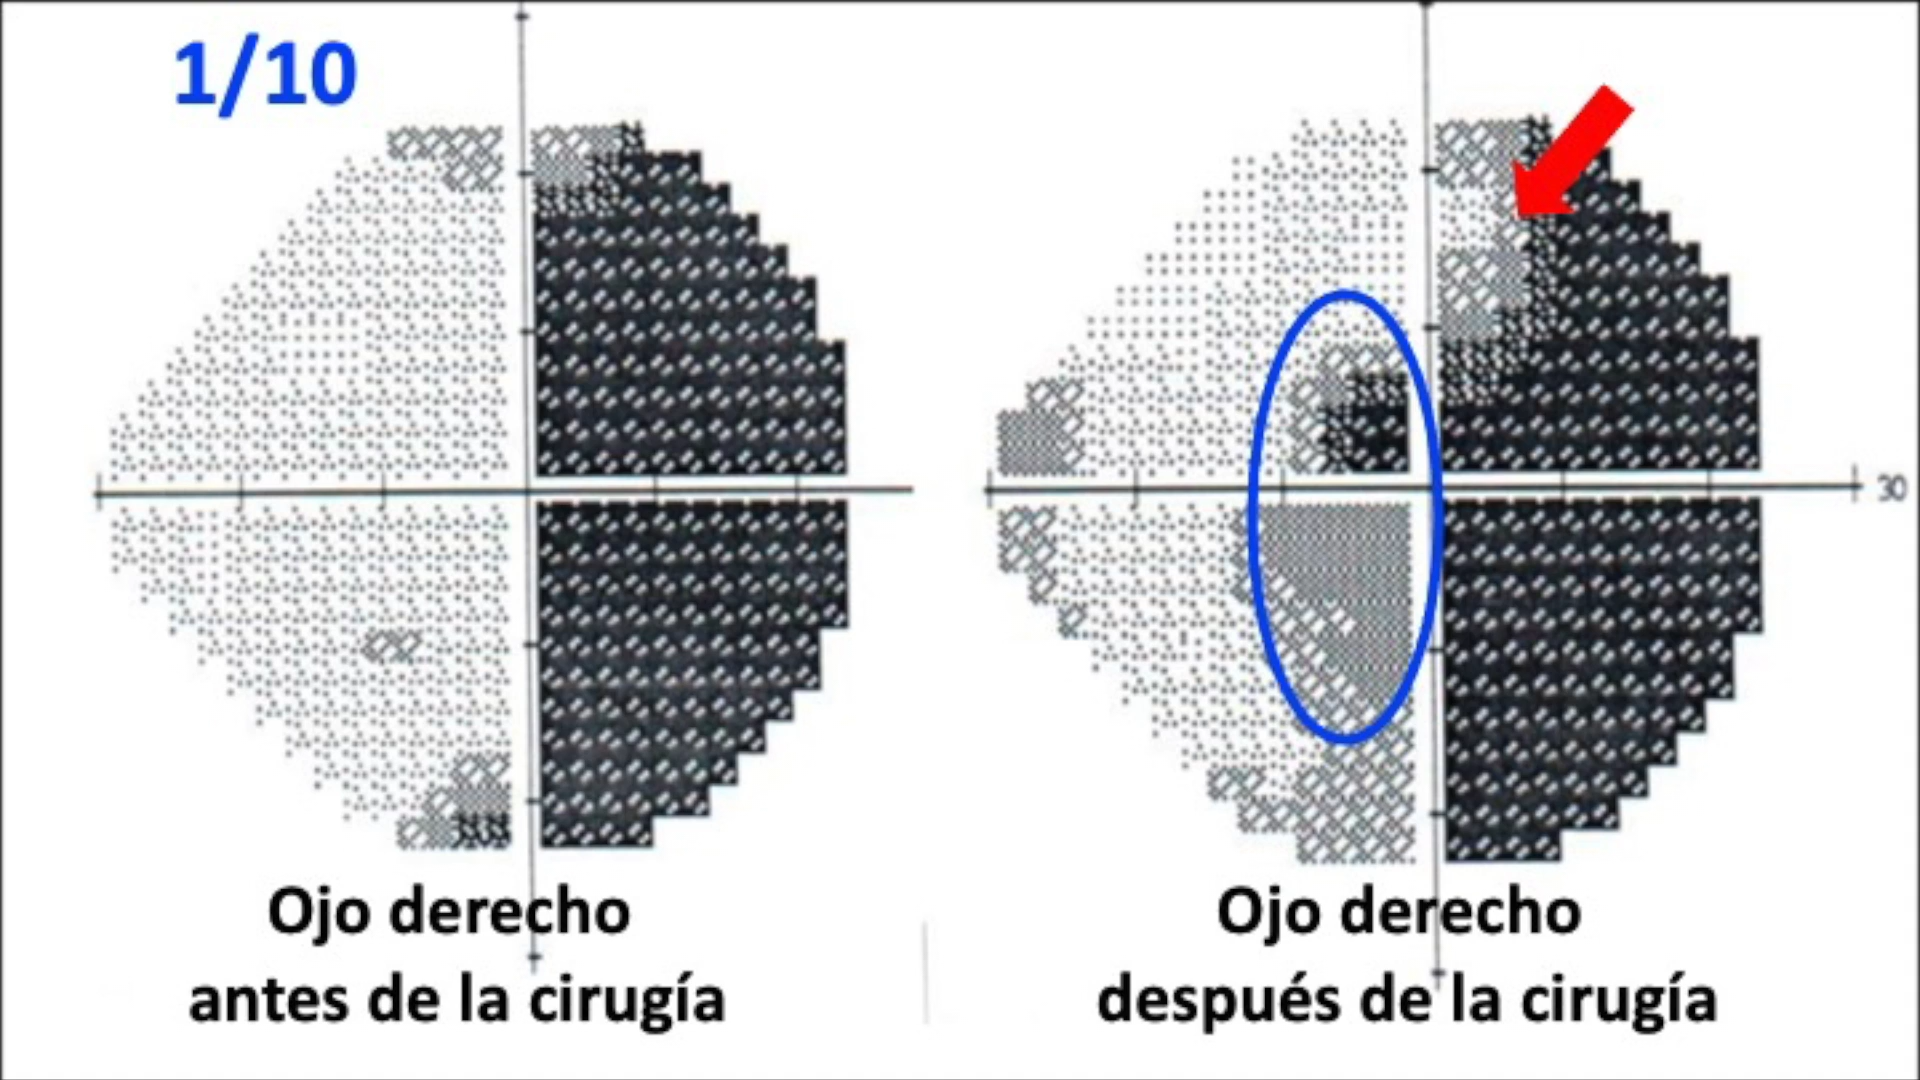 1/10
30
Ojo derecho
antes de la cirugía
Ojo derecho
después de la cirugía